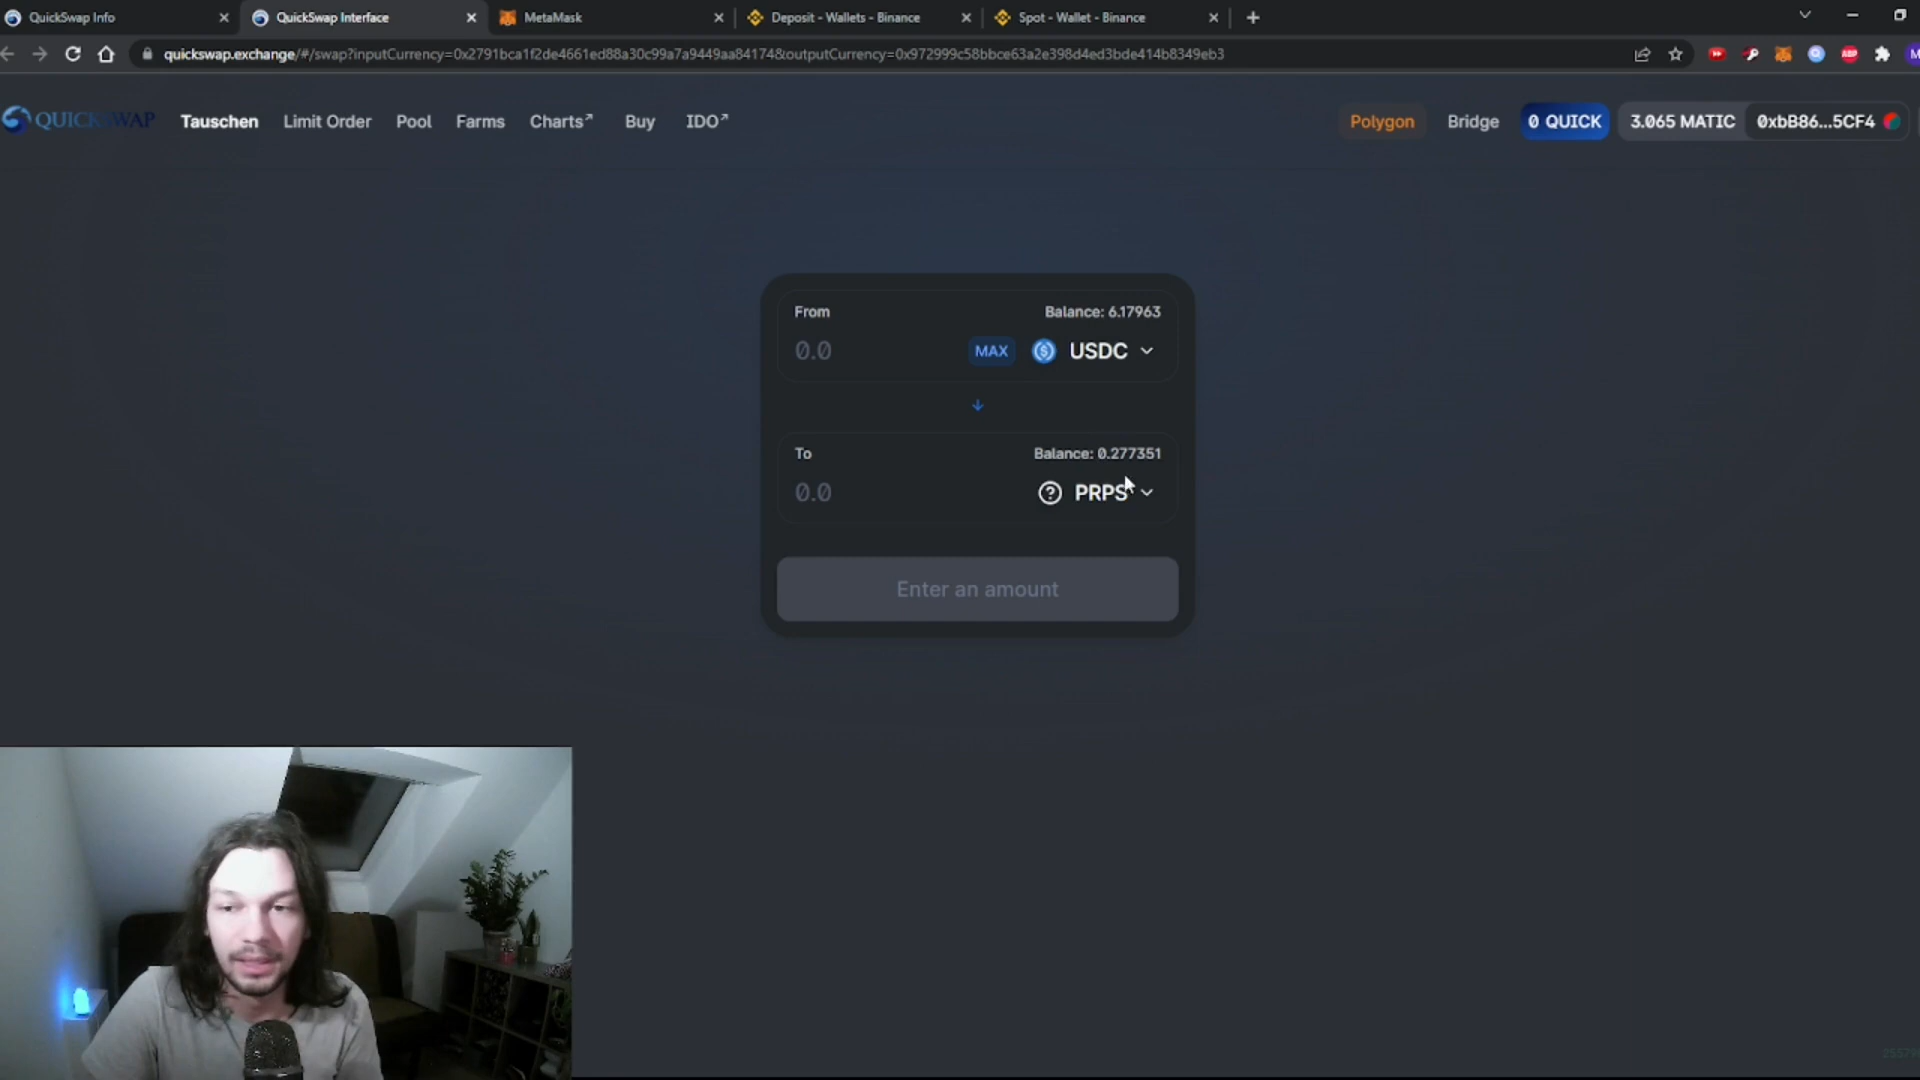 QuickSwap Info
QuickSwap Interface
MetaMask
Deposit - Wallets - Binance
Spot - Wallet - Binance
quickswap.exchange/#/swap?inputCurrency=0x2791bca1f2de4661ed88a30c99a7a9449aa84174&outputCurrency=0x972999c58bbce63a2e398d4ed3bde414b8349eb3
ABP
QUICKSWAP
Tauschen
Limit Order
Pool
Farms
Charts↗
Buy
IDO↗
Polygon
Bridge
0 QUICK
3.065 MATIC
0xbB86...5CF4
From
Balance: 6.17963
0.0
MAX
USDC
To
Balance: 0.277351
0.0
PRPS
Enter an amount